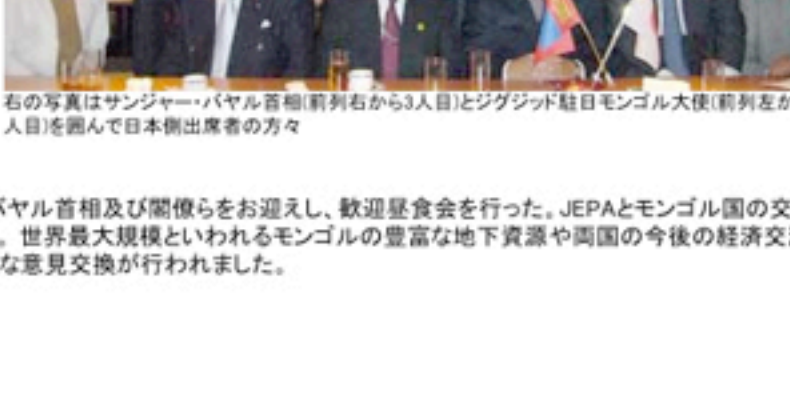 右の写真はサンジャー・バヤル首相(前列右から3人目)とジグジッド駐日モンゴル大使(前列左か
人目)を囲んで日本側出席者の方々
バヤル首相及び閣僚らをお迎えし、歓迎昼食会を行った。JEPAとモンゴル国の交
。世界最大規模といわれるモンゴルの豊富な地下資源や両国の今後の経済交
な意見交換が行われました。